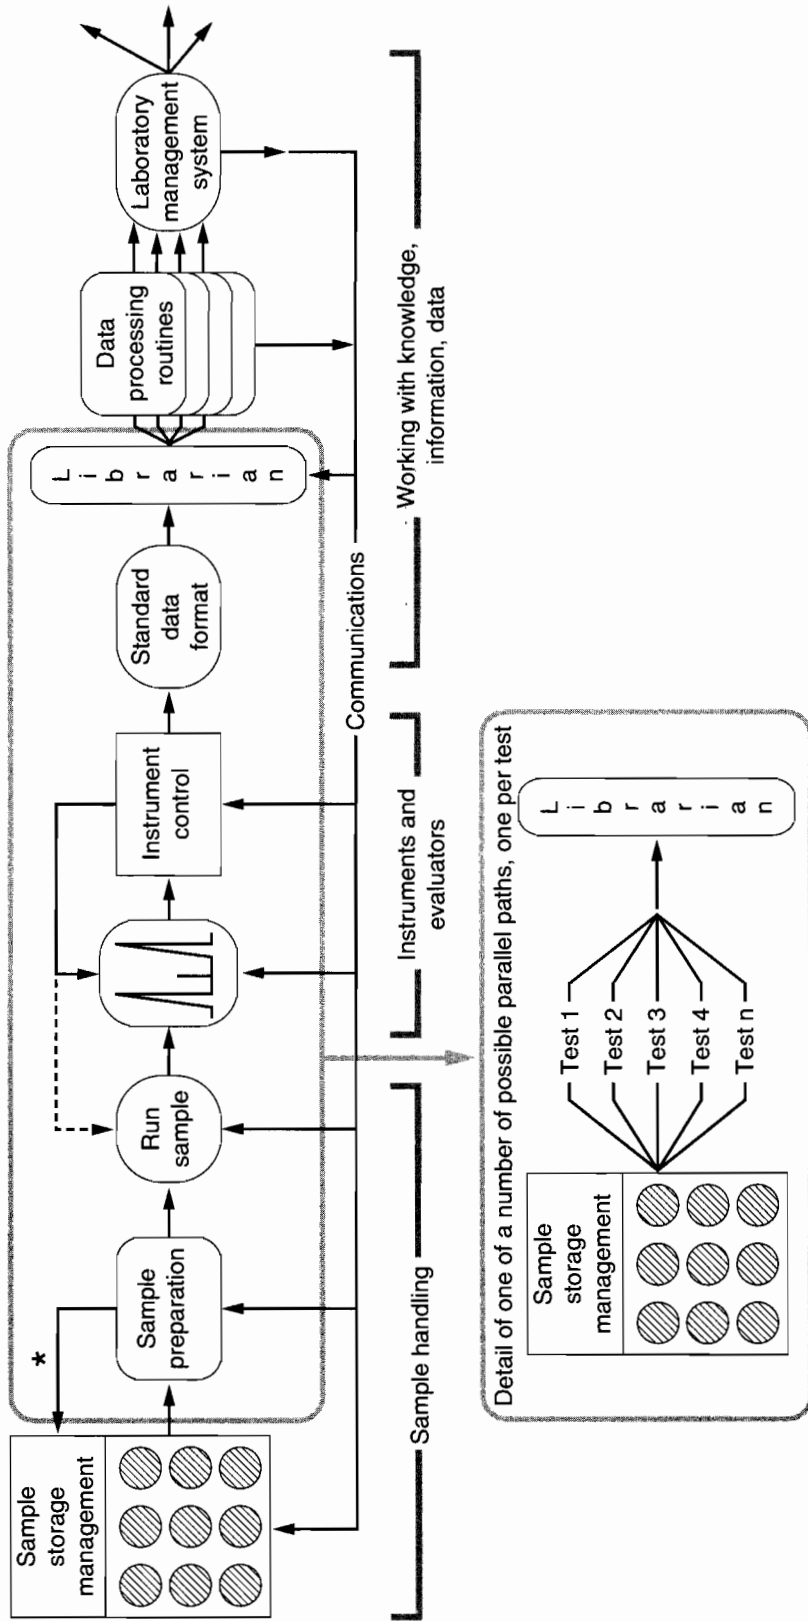 Sample
storage
management
*
Sample
preparation
Run
sample
Instrument
control
Standard
data
format
Librarian
Data
processing
routines
Laboratory
management
system
Communications
Sample handling
Instruments and
evaluators
Working with knowledge,
information, data
Detail of one of a number of possible parallel paths, one per test
Sample
storage
management
Test 1
Test 2
Test 3
Test 4
Test n
Librarian